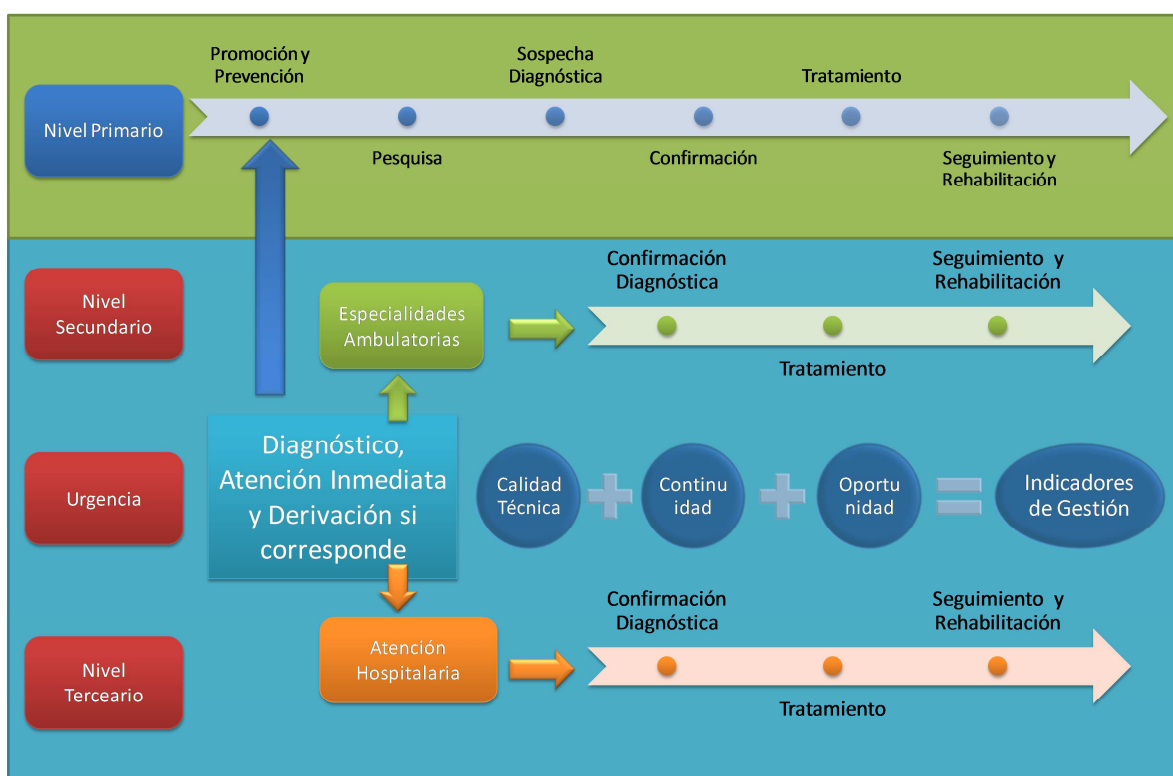 Promoción y
Prevención
Sospecha
Diagnóstica
Tratamiento
Nivel Primario
Pesquisa
Confirmación
Seguimiento y
Rehabilitación
Nivel
Secundario
Especialidades
Ambulatorias
Confirmación
Diagnóstica
Seguimiento y
Rehabilitación
Tratamiento
Urgencia
Diagnóstico,
Atención Inmediata
y Derivación si
corresponde
Calidad
Técnica
+
Continu
idad
+
Oportu
nidad
=
Indicadores
de Gestión
Nivel
Terceario
Atención
Hospitalaria
Confirmación
Diagnóstica
Seguimiento y
Rehabilitación
Tratamiento